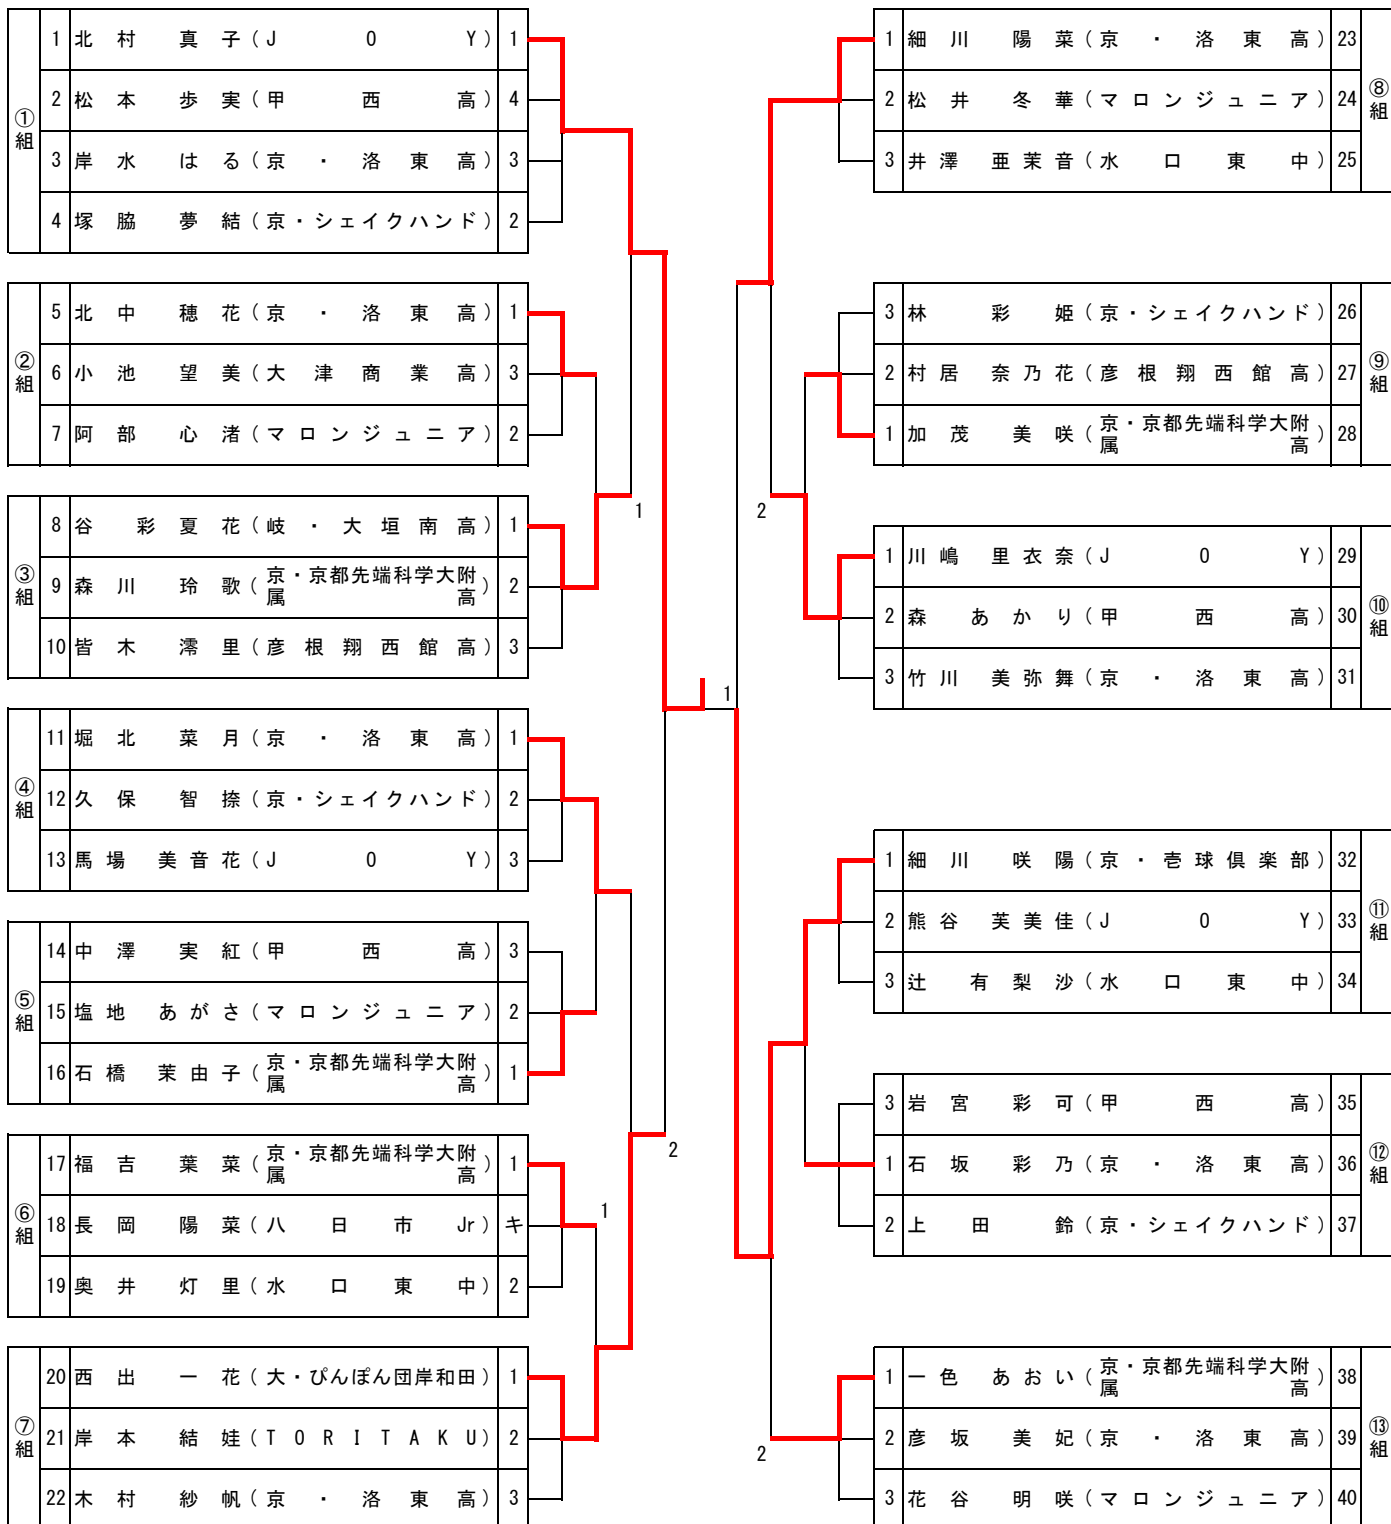 ①組
1 北村 真子 (JOY) 1
2 松本 歩実 (甲西高) 4
3 岸水 はる (京・洛東高) 3
4 塚脇 夢結 (京・シェイクハンド) 2
②組
5 北中 穂花 (京・洛東高) 1
6 小池 望美 (大津商業高) 3
7 阿部 心渚 (マロンジュニア) 2
③組
8 谷 彩夏花 (岐・大垣南高) 1
9 森川 玲歌 (京・京都先端科学大附属高) 2
10 皆木 澪里 (彦根翔西館高) 3
1
④組
11 堀北 菜月 (京・洛東高) 1
12 久保 智捺 (京・シェイクハンド) 2
13 馬場 美音花 (JOY) 3
⑤組
14 中澤 実紅 (甲西高) 3
15 塩地 あがさ (マロンジュニア) 2
16 石橋 茉由子 (京・京都先端科学大附属高) 1
⑥組
17 福吉 葉菜 (京・京都先端科学大附属高) 1
18 長岡 陽菜 (八日市Jr) キ
19 奥井 灯里 (水口東中) 2
1
2
⑦組
20 西出 一花 (大・ぴんぽん団岸和田) 1
21 岸本 結娃 (TORITAKU) 2
22 木村 紗帆 (京・洛東高) 3
1
⑧組
1 細川 陽菜 (京・洛東高) 23
2 松井 冬華 (マロンジュニア) 24
3 井澤 亜茉音 (水口東中) 25
⑨組
3 林 彩姫 (京・シェイクハンド) 26
2 村居 奈乃花 (彦根翔西館高) 27
1 加茂 美咲 (京・京都先端科学大附属高) 28
2
⑩組
1 川嶋 里衣奈 (JOY) 29
2 森 あかり (甲西高) 30
3 竹川 美弥舞 (京・洛東高) 31
⑪組
1 細川 咲陽 (京・壱球倶楽部) 32
2 熊谷 芙美佳 (JOY) 33
3 辻 有梨沙 (水口東中) 34
⑫組
3 岩宮 彩可 (甲西高) 35
1 石坂 彩乃 (京・洛東高) 36
2 上田 鈴 (京・シェイクハンド) 37
⑬組
1 一色 あおい (京・京都先端科学大附属高) 38
2 彦坂 美妃 (京・洛東高) 39
3 花谷 明咲 (マロンジュニア) 40
2